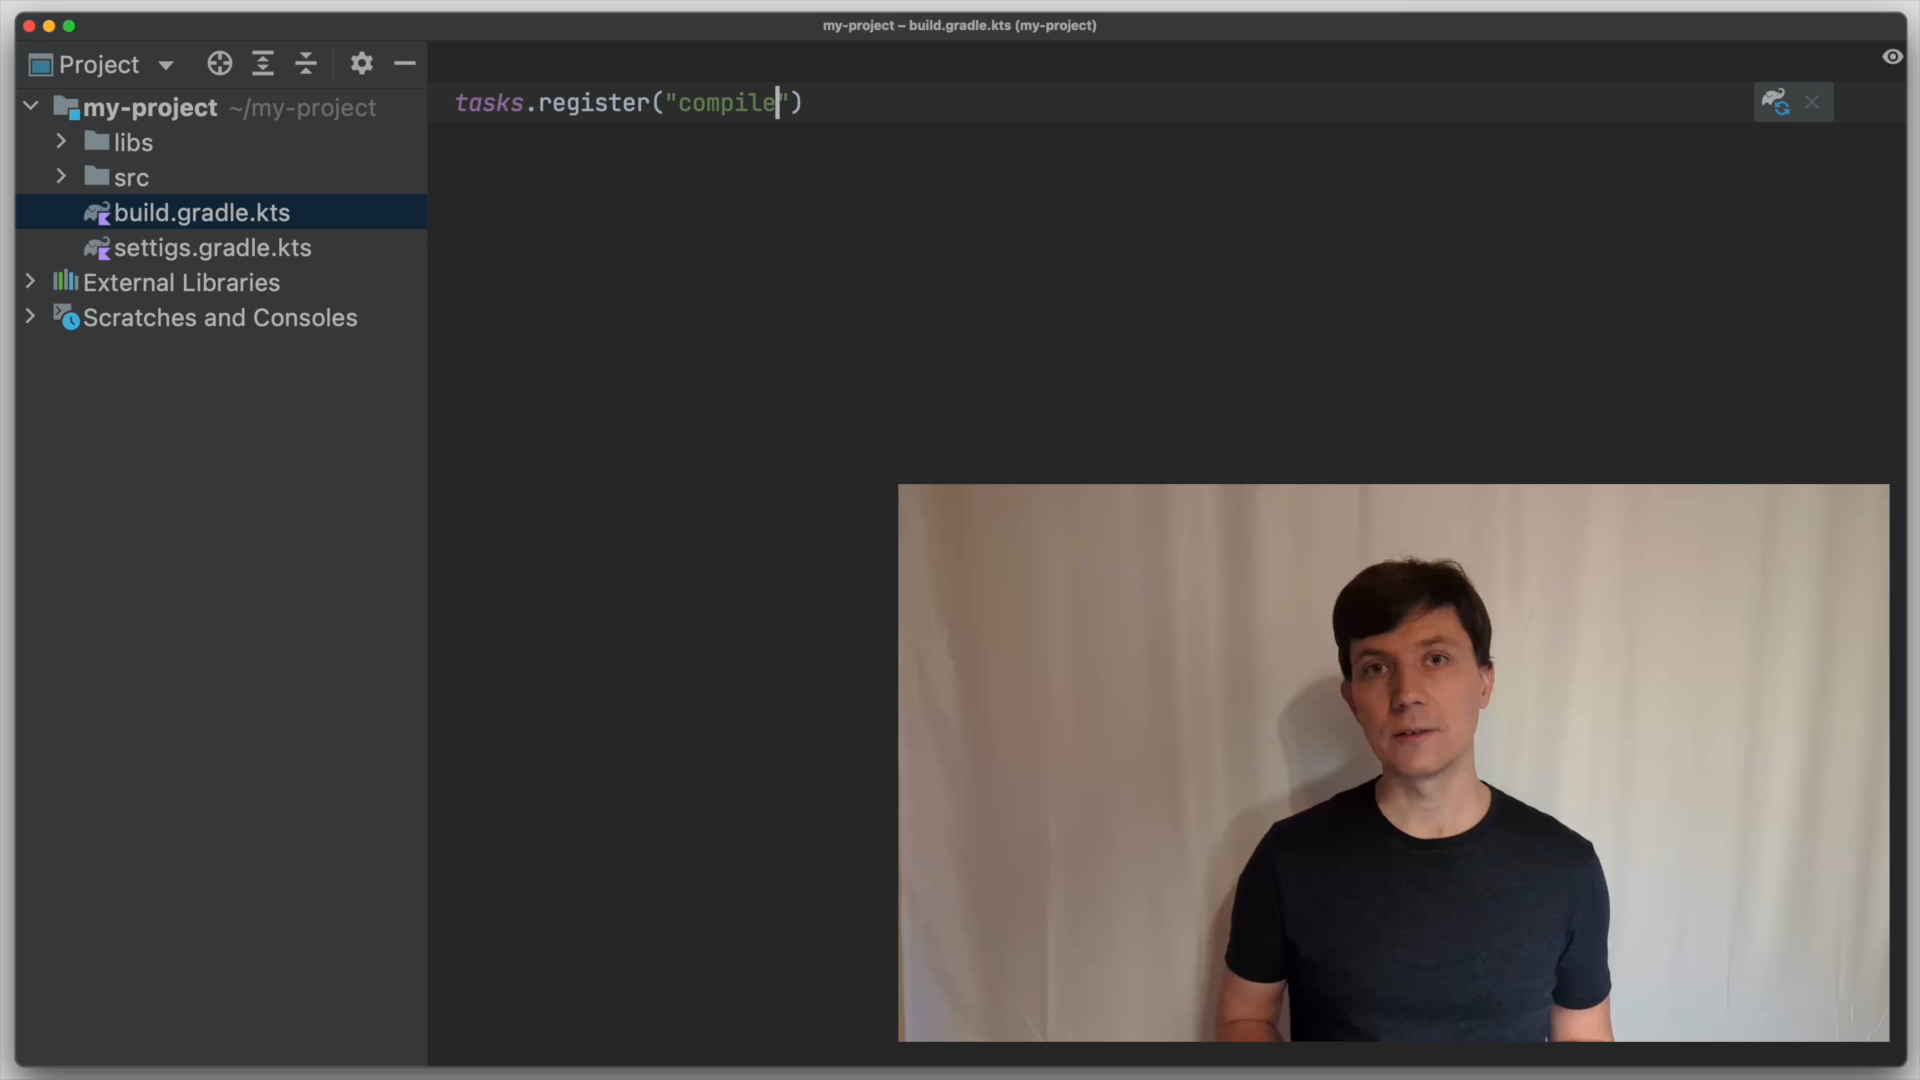 my-project – build.gradle.kts (my-project)
Project
my-project ~/my-project
libs
src
build.gradle.kts
settigs.gradle.kts
External Libraries
Scratches and Consoles
tasks.register("compile")